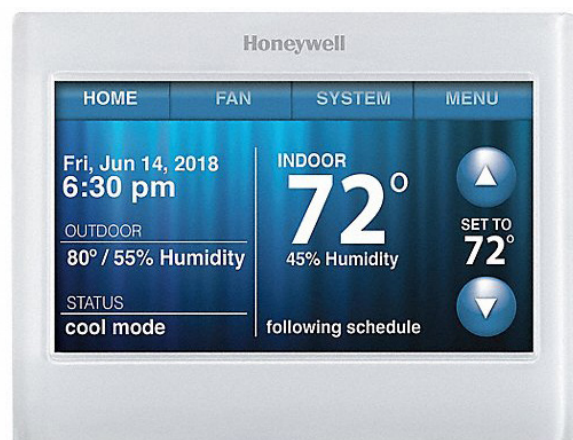 Honeywell
HOME FAN SYSTEM MENU
Fri, Jun 14, 2018
6:30 pm
OUTDOOR
80° / 55% Humidity
STATUS
cool mode
INDOOR
72°
45% Humidity
following schedule
SET TO
72°